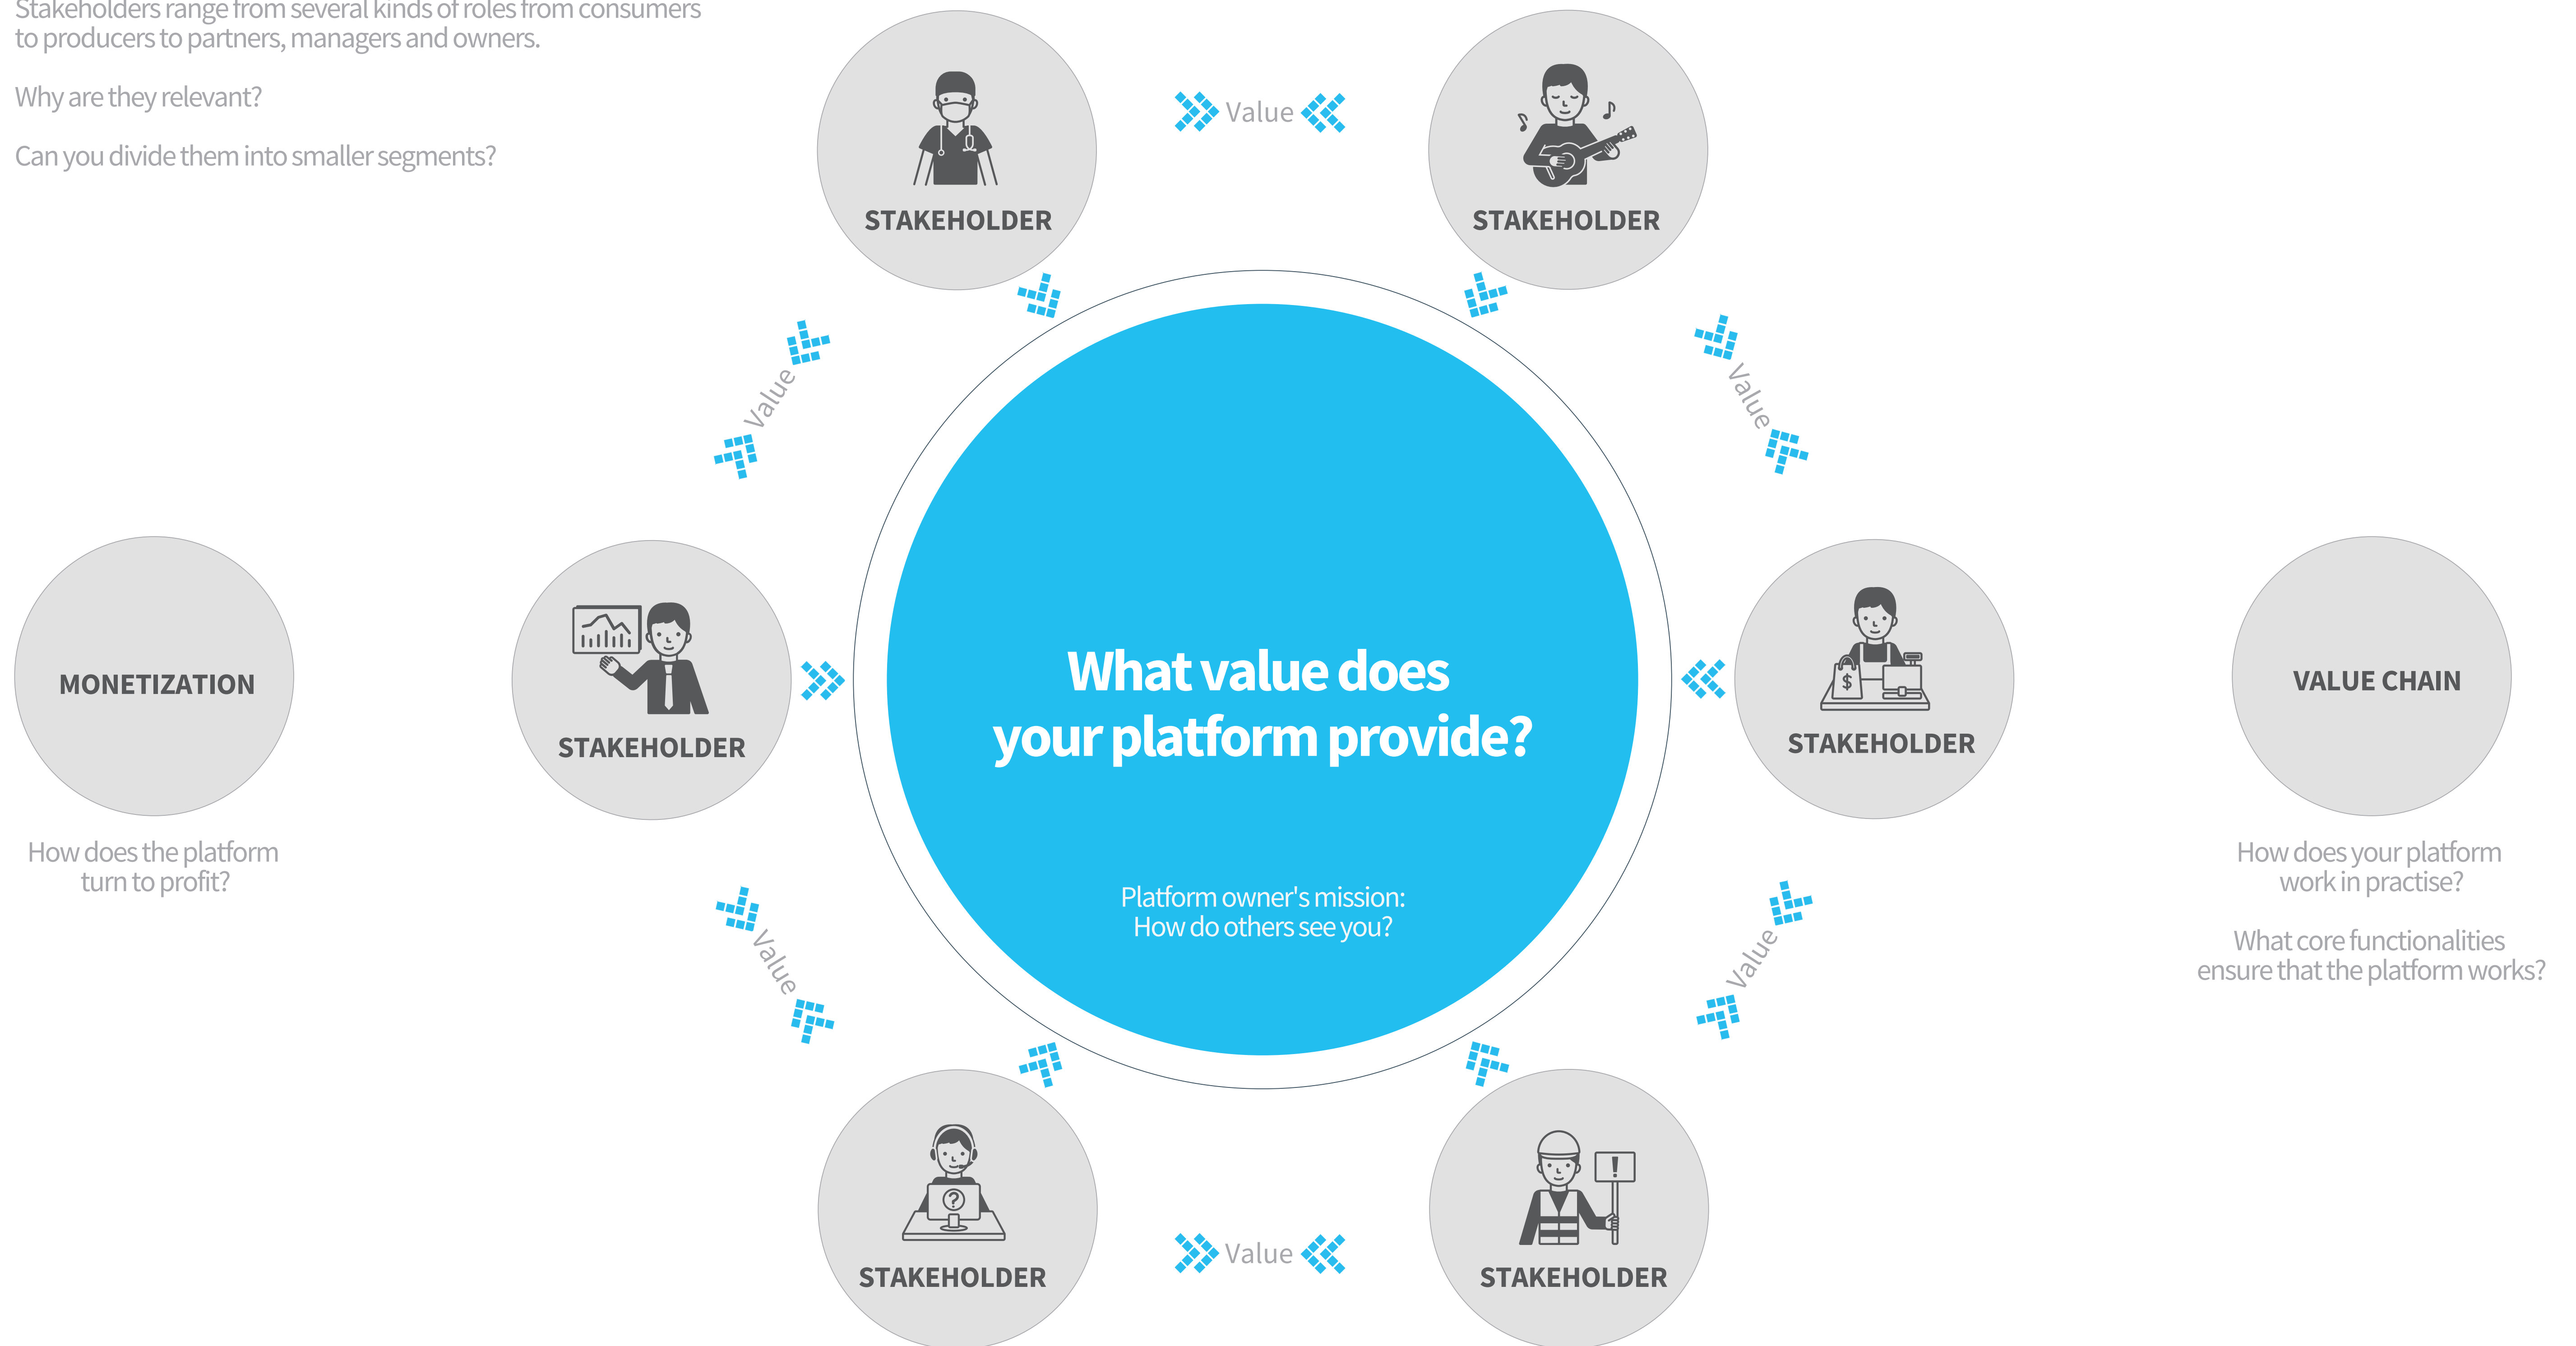 Stakeholders range from several kinds of roles from consumers
to producers to partners, managers and owners.
Why are they relevant?
Can you divide them into smaller segments?
STAKEHOLDER
Value
STAKEHOLDER
Value
Value
MONETIZATION
How does the platform
turn to profit?
STAKEHOLDER
What value does
your platform provide?
Platform owner's mission:
How do others see you?
$
STAKEHOLDER
VALUE CHAIN
How does your platform
work in practise?
What core functionalities
ensure that the platform works?
Value
Value
?
STAKEHOLDER
Value
!
STAKEHOLDER